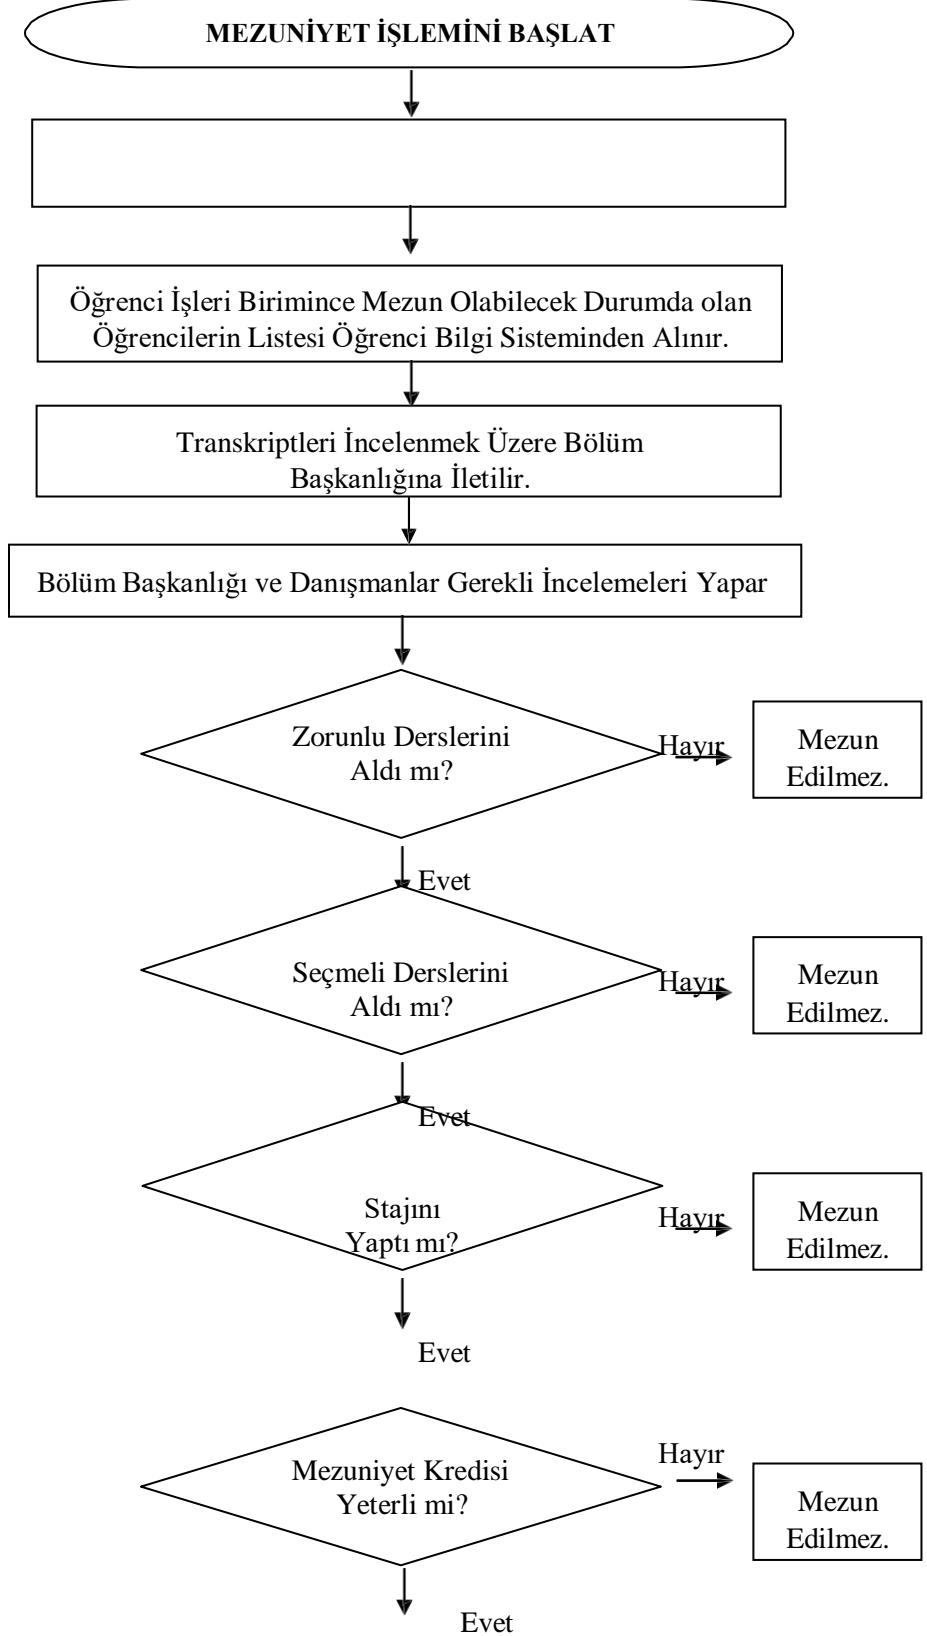 MEZUNİYET İŞLEMİNİ BAŞLAT
Öğrenci İşleri Birimince Mezun Olabilecek Durumda olan
Öğrencilerin Listesi Öğrenci Bilgi Sisteminden Alınır.
Transkriptleri İncelenmek Üzere Bölüm
Başkanlığına İletilir.
Bölüm Başkanlığı ve Danışmanlar Gerekli İncelemeleri Yapar
Zorunlu Derslerini
Aldı mı?
Hayır
Mezun
Edilmez.
Evet
Seçmeli Derslerini
Aldı mı?
Hayır
Mezun
Edilmez.
Evet
Stajını
Yaptı mı?
Hayır
Mezun
Edilmez.
Evet
Mezuniyet Kredisi
Yeterli mi?
Hayır
Mezun
Edilmez.
Evet